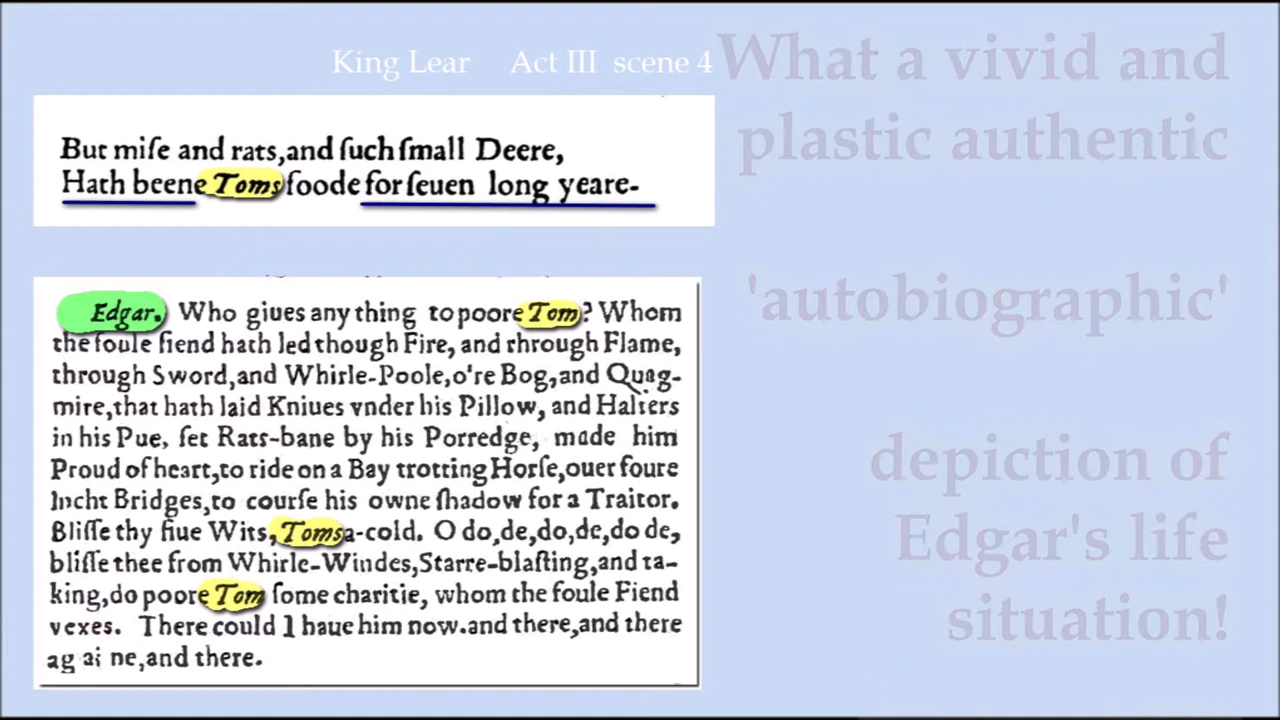 King Lear Act III scene 4
But miſe and rats,and ſuch ſmall Deere,
Hath beene Toms foode for ſeuen long yeare-
Edgar. Who giues any thing to poore Tom? Whom
the foule fiend hath led though Fire, and through Flame,
through Sword,and Whirle-Poole,o're Bog,and Quag-
mire,that hath laid Kniues vnder his Pillow, and Halters
in his Pue, ſet Rats-bane by his Porredge, made him
Proud of heart,to ride on a Bay trotting Horſe,ouer foure
Incht Bridges,to courſe his owne ſhadow for a Traitor.
Bliſſe thy fiue Wits, Toms a-cold. O do,de,do,de,do de,
bliſſe thee from Whirle-Windes,Starre-blaſting,and ta-
king,do poore Tom ſome charitie, whom the foule Fiend
vexes. There could I haue him now.and there,and there
agai ne,and there.
What a vivid and
plastic authentic
'autobiographic'
depiction of
Edgar's life
situation!